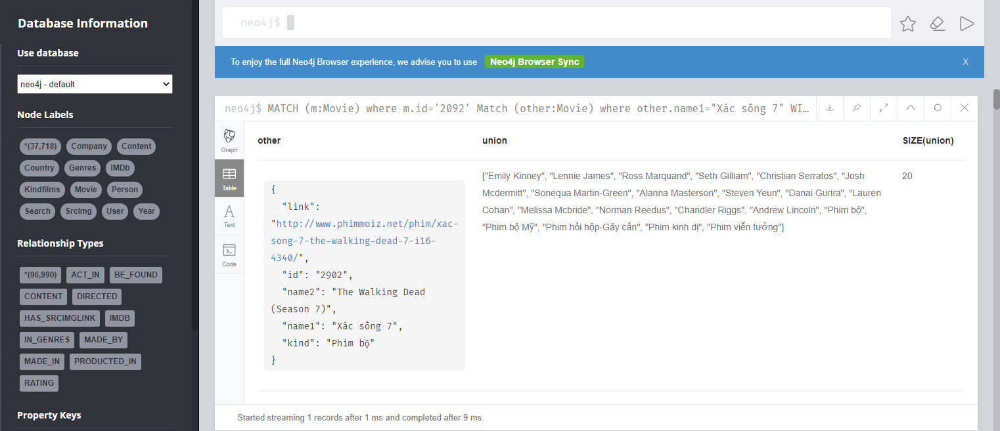 Database Information
Use database
neo4j - default
Node Labels
*(37,718) Company Content
Country Genres IMDb
Kindfilms Movie Person
Search SrcImg User Year
Relationship Types
*(96,990) ACT_IN BE_FOUND
CONTENT DIRECTED
HAS_SRCIMGLINK IMDB
IN_GENRES MADE_BY
MADE_IN PRODUCTED_IN
RATING
Property Keys
neo4j$
To enjoy the full Neo4j Browser experience, we advise you to use Neo4j Browser Sync X
neo4j$ MATCH (m:Movie) where m.id='2092' Match (other:Movie) where other.name1="Xác sống 7" WI…
Graph
Table
Text
Code
other union SIZE(union)
{
"link":
"http://www.phimmoiz.net/phim/xac-
song-7-the-walking-dead-7-i16-
4340/",
"id": "2902",
"name2": "The Walking Dead
(Season 7)",
"name1": "Xác sống 7",
"kind": "Phim bộ"
}
["Emily Kinney", "Lennie James", "Ross Marquand", "Seth Gilliam", "Christian Serratos", "Josh
Mcdermitt", "Sonequa Martin-Green", "Alanna Masterson", "Steven Yeun", "Danai Gurira", "Lauren
Cohan", "Melissa Mcbride", "Norman Reedus", "Chandler Riggs", "Andrew Lincoln", "Phim bộ",
"Phim bộ Mỹ", "Phim hồi hộp-Gây cấn", "Phim kinh dị", "Phim viễn tưởng"]
20
Started streaming 1 records after 1 ms and completed after 9 ms.